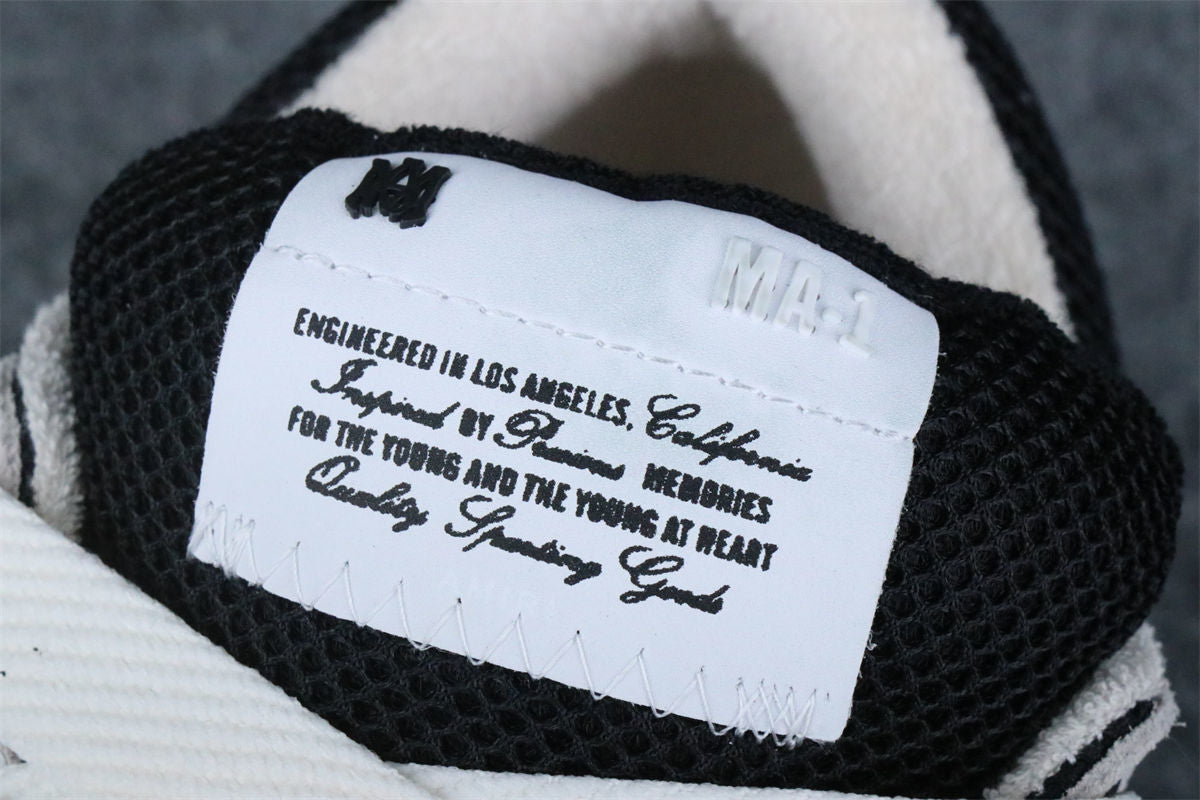 MA
MA-1
ENGINEERED IN LOS ANGELES, California
Inspired BY Precious MEMORIES
FOR THE YOUNG AND THE YOUNG AT HEART
Quality Sporting Goods
AMIR